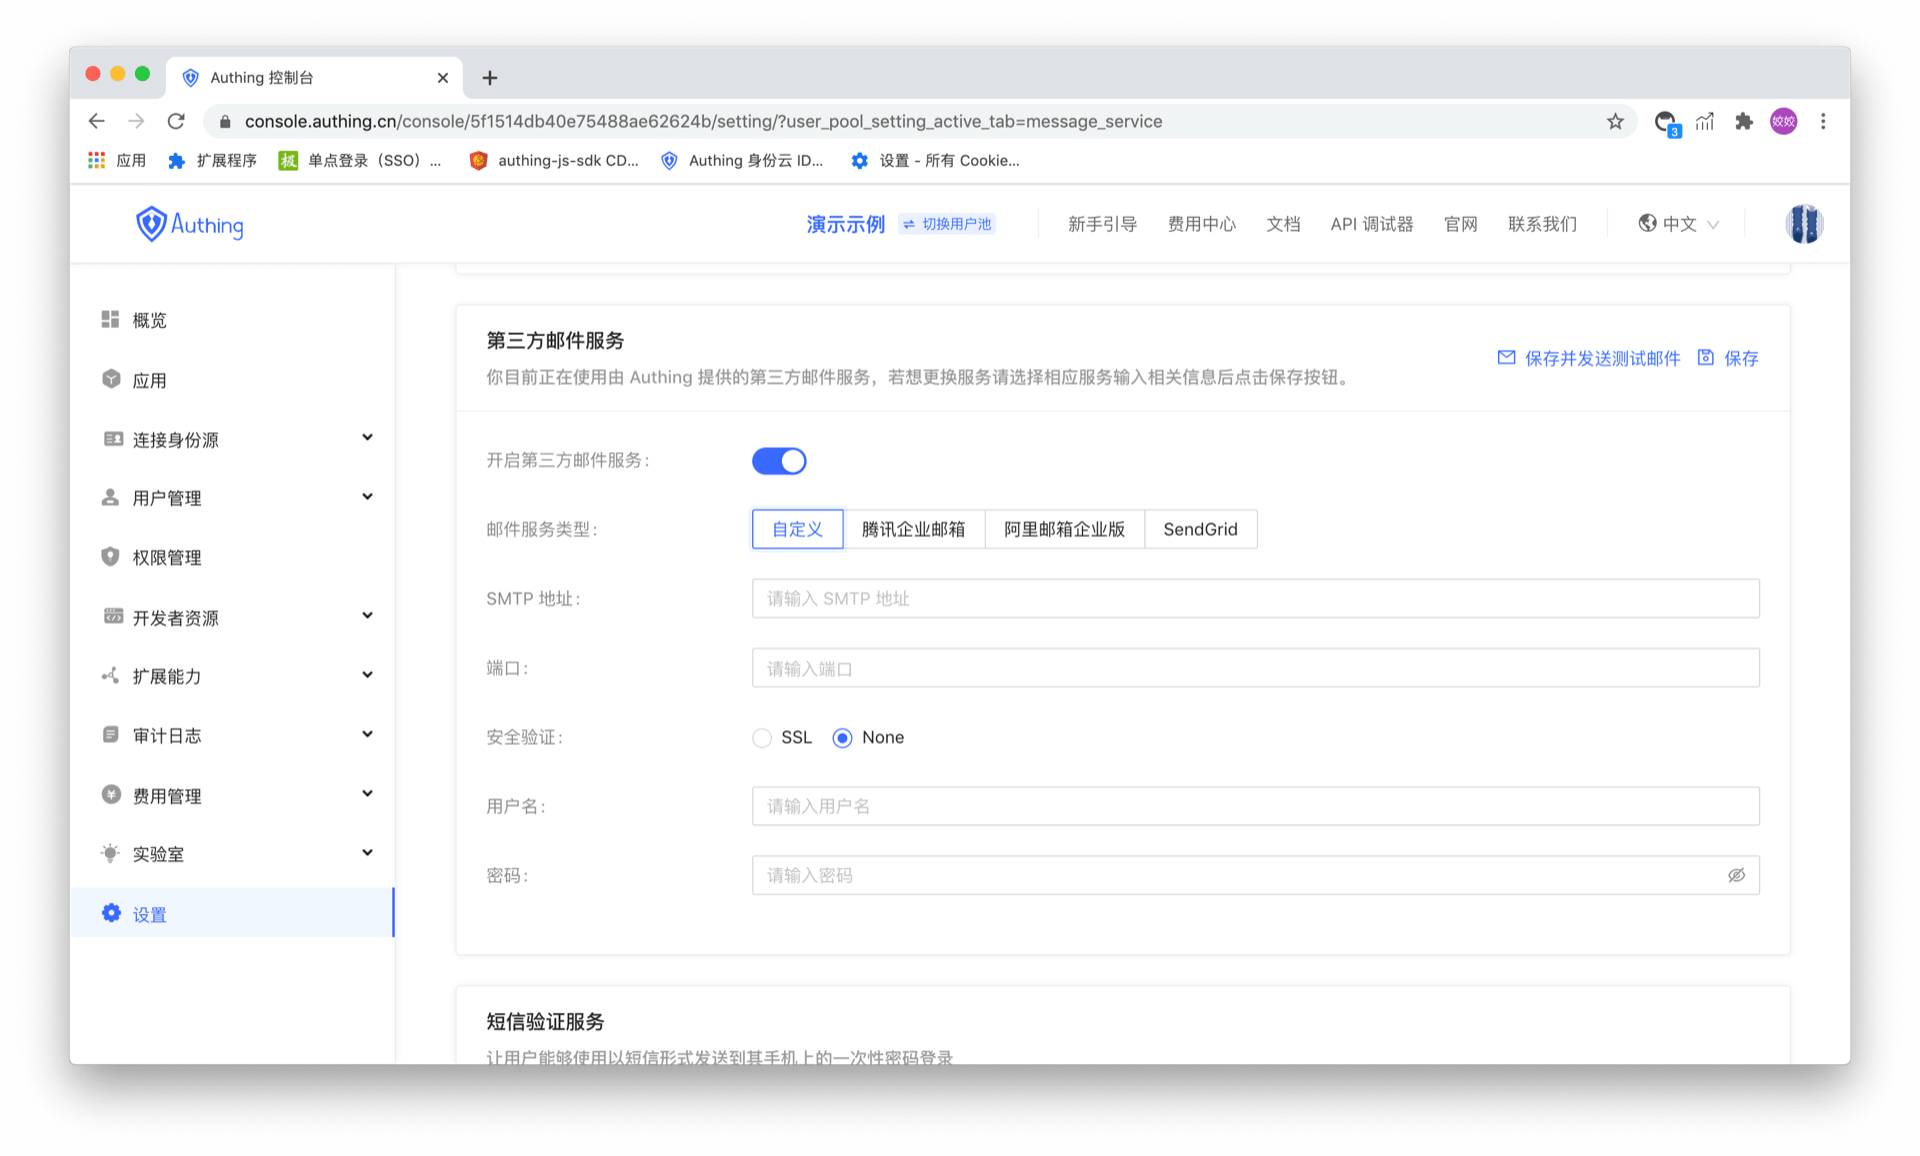 Authing 控制台
console.authing.cn/console/5f1514db40e75488ae62624b/setting/?user_pool_setting_active_tab=message_service
3
姣姣
应用
扩展程序
极
单点登录（SSO）...
authing-js-sdk CD...
Authing 身份云 ID...
设置 - 所有 Cookie...
Authing
演示示例
切换用户池
新手引导
费用中心
文档
API 调试器
官网
联系我们
中文
概览
应用
连接身份源
用户管理
权限管理
开发者资源
扩展能力
审计日志
费用管理
实验室
设置
第三方邮件服务
你目前正在使用由 Authing 提供的第三方邮件服务，若想更换服务请选择相应服务输入相关信息后点击保存按钮。
保存并发送测试邮件
保存
开启第三方邮件服务：
邮件服务类型：
自定义
腾讯企业邮箱
阿里邮箱企业版
SendGrid
SMTP 地址：
请输入 SMTP 地址
端口：
请输入端口
安全验证：
SSL
None
用户名：
请输入用户名
密码：
请输入密码
短信验证服务
让用户能够使用以短信形式发送到其手机上的一次性密码登录